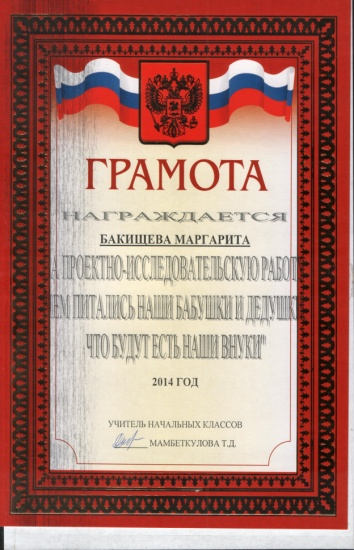 ГРАМОТА
НАГРАЖДАЕТСЯ
БАКИЩЕВА МАРГАРИТА
А ПРОЕКТНО-ИССЛЕДОВАТЕЛЬСКУЮ РАБОТ
ЕМ ПИТАЛИСЬ НАШИ БАБУШКИ И ДЕДУШКИ
ЧТО БУДУТ ЕСТЬ НАШИ ВНУКИ"
2014 ГОД
УЧИТЕЛЬ НАЧАЛЬНЫХ КЛАССОВ
МАМБЕТКУЛОВА Т.Д.